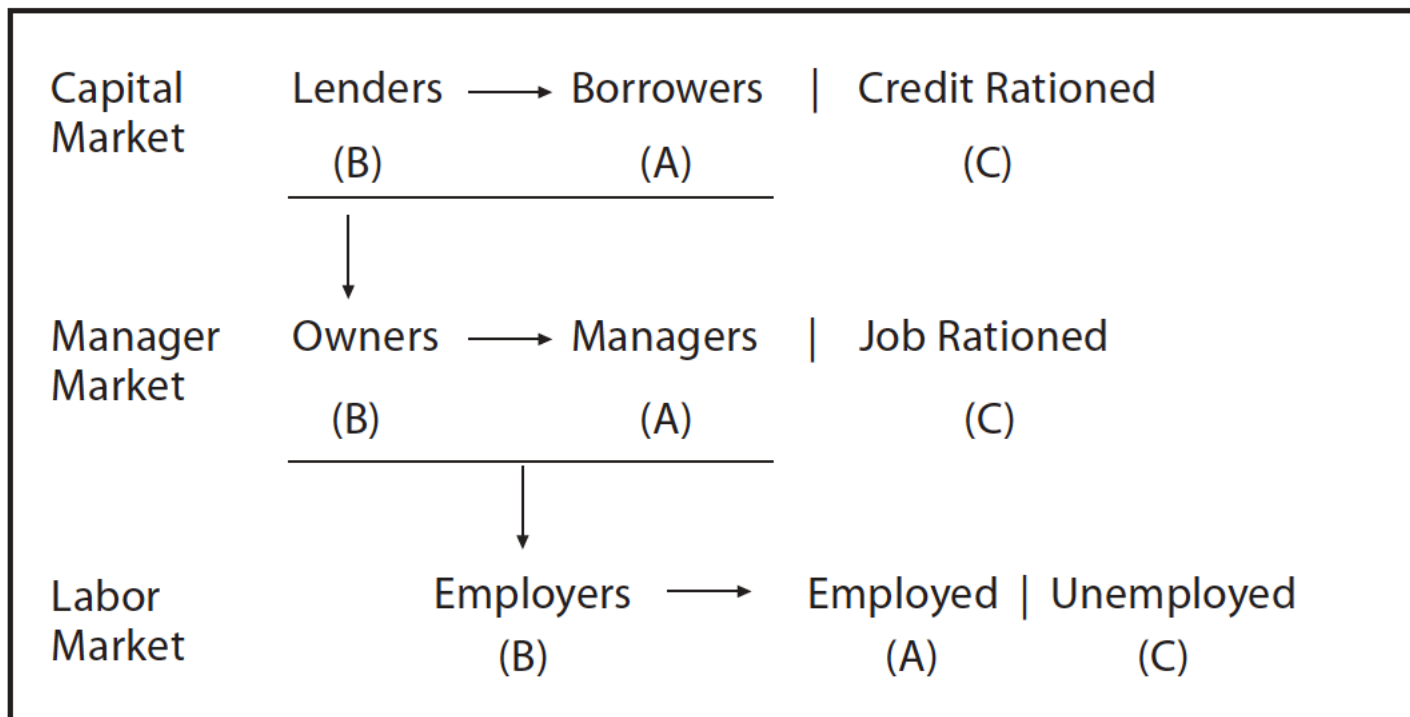 Capital Lenders Borrowers | Credit Rationed
Market
(B) (A) (C)
Manager Owners Managers | Job Rationed
Market
(B) (A) (C)
Labor Employers Employed | Unemployed
Market
(B) (A) (C)